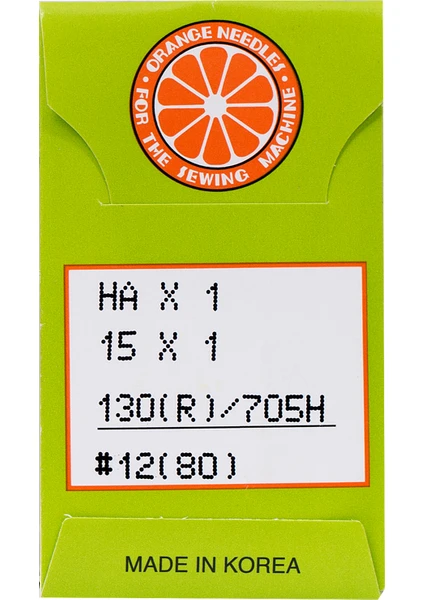 ORANGE NEEDLES
• FOR THE SEWING MACHINE •
HA X 1
15 X 1
130(R)/705H
#12(80)
MADE IN KOREA